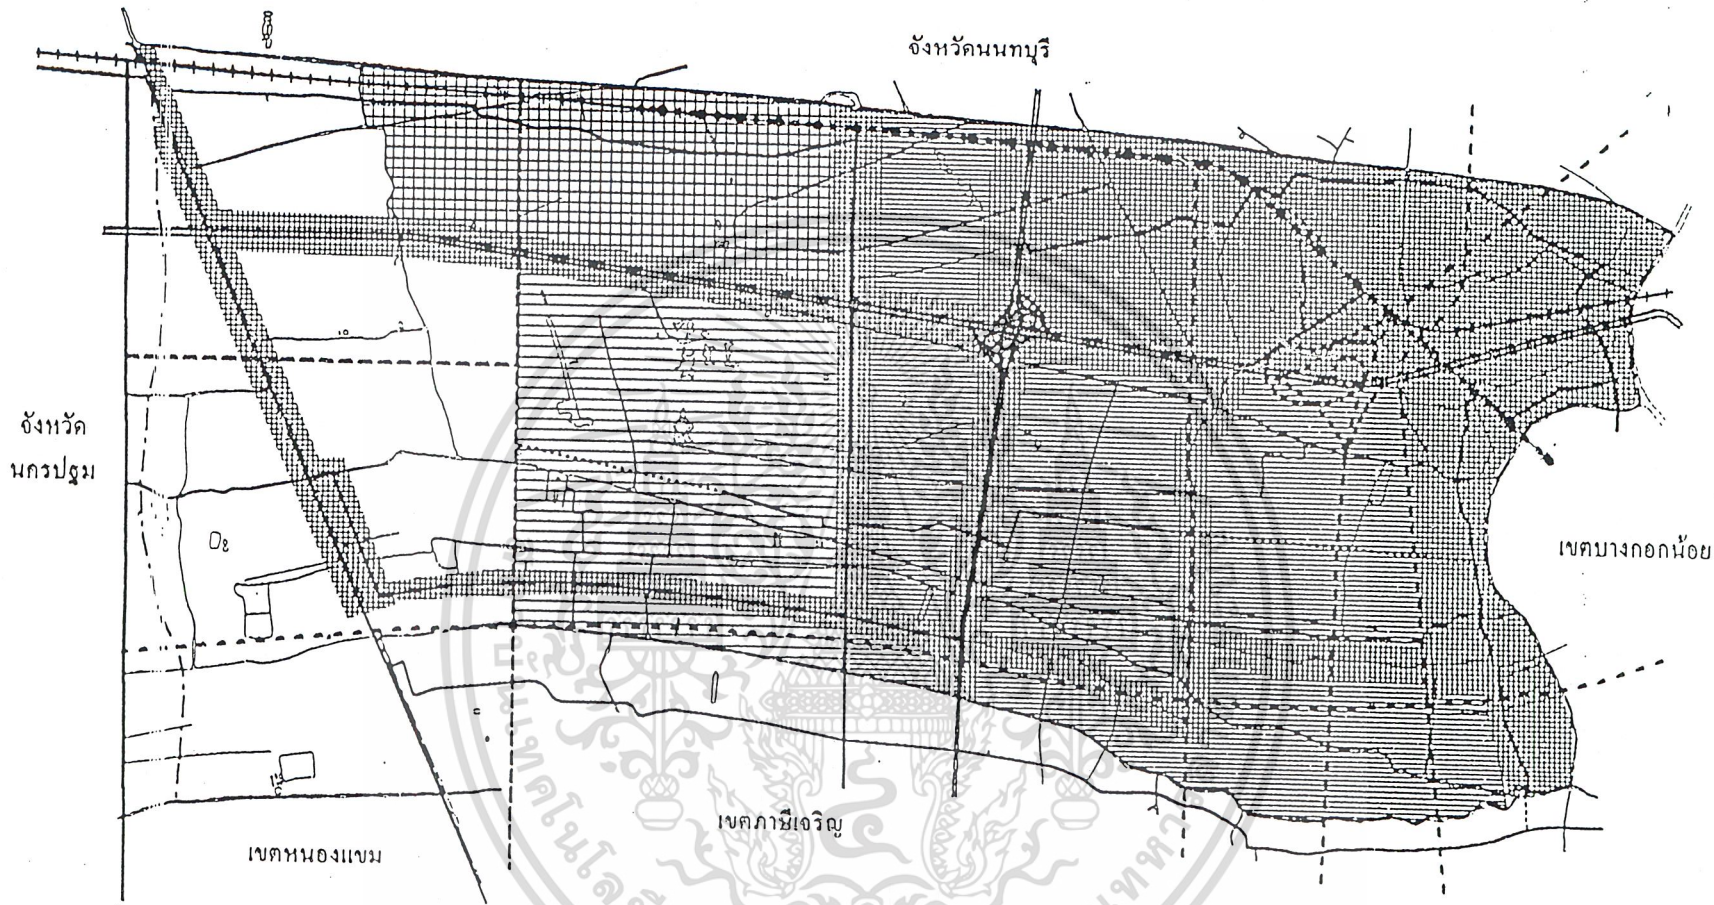 จังหวัดนนทบุรี
จังหวัด
นครปฐม
เขตบางกอกน้อย
เขตภาษีเจริญ
เขตหนองแขม